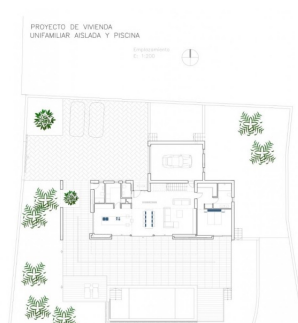 PROYECTO DE VIVIENDA
UNIFAMILIAR AISLADA Y PISCINA
Emplazamiento